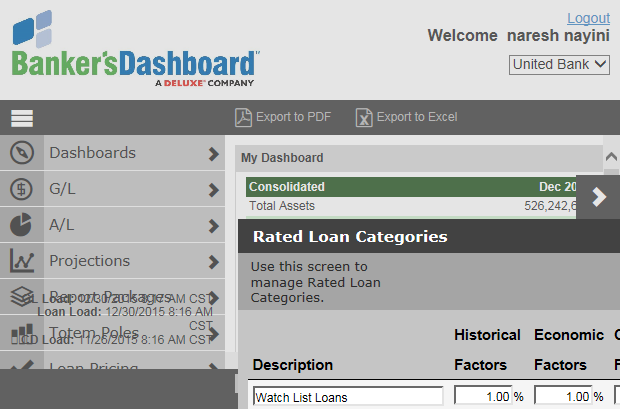 Logout
Welcome naresh nayini
Banker'sDashboard
A DELUXE COMPANY
United Bank
Export to PDF
Export to Excel
Dashboards
G/L
A/L
Projections
Report Packages
Totem Poles
Loan Pricing
GL Load: 12/30/2015 8:17 AM CST
Loan Load: 12/30/2015 8:16 AM
CST
CD Load: 11/26/2015 8:42 AM CST
My Dashboard
Consolidated Dec 20
Total Assets 526,242,6
Rated Loan Categories
Use this screen to
manage Rated Loan
Categories.
Historical Economic
Description Factors Factors
Watch List Loans 1.00 % 1.00 %